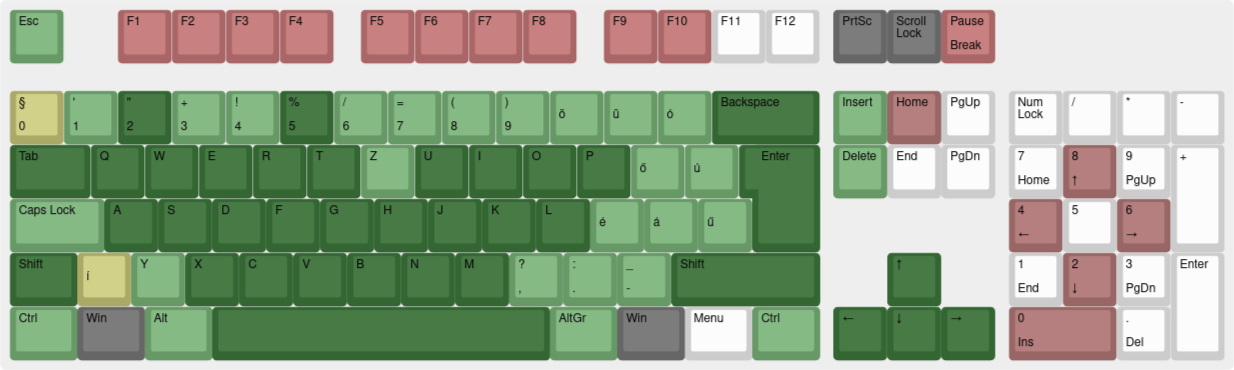 Esc F1 F2 F3 F4 F5 F6 F7 F8 F9 F10 F11 F12 PrtSc Scroll Pause
Lock Break
§ ' " + ! % / = ( ) Backspace Insert Home PgUp Num / * -
Lock
0 1 2 3 4 5 6 7 8 9 ö ü ó
Tab Q W E R T Z U I O P ő ú Enter Delete End PgDn 7 8 9 +
Home ↑ PgUp
Caps Lock A S D F G H J K L é á ű 4 5 6
← →
Shift í Y X C V B N M ? : _ Shift ↑ 1 2 3 Enter
, . - End ↓ PgDn
Ctrl Win Alt AltGr Win Menu Ctrl ← ↓ → 0 .
Ins Del